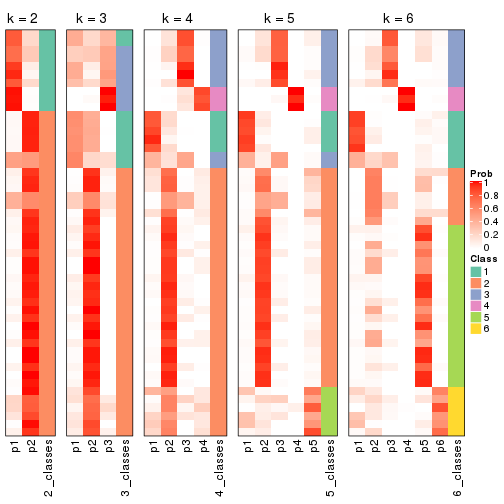 k = 2
k = 3
k = 4
k = 5
k = 6
Prob
1
0.8
0.6
0.4
0.2
0
Class
1
2
3
4
5
6
p1
p2
2_classes
p1
p2
p3
3_classes
p1
p2
p3
p4
4_classes
p1
p2
p3
p4
p5
5_classes
p1
p2
p3
p4
p5
p6
6_classes